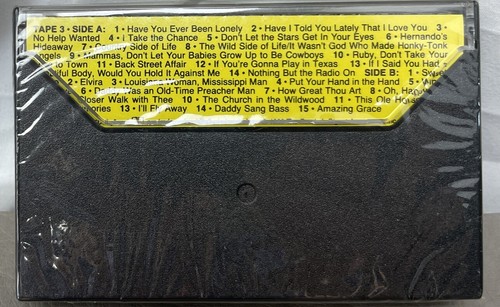 TAPE 3 • SIDE A: 1 • Have You Ever Been Lonely 2 • Have I Told You Lately That I Love You 3 •
No Help Wanted 4 • I Take the Chance 5 • Don't Let the Stars Get In Your Eyes 6 • Hernando's
Hideaway 7 • Side of Life 8 • The Wild Side of Life/It Wasn't God Who Made Honky-Tonk
Angels 9 • Mammas, Don't Let Your Babies Grow Up to Be Cowboys 10 • Ruby, Don't Take Your
to Town 11 • Back Street Affair 12 • If You're Gonna Play in Texas 13 • If I Said You Had
Body, Would You Hold It Against Me 14 • Nothing But the Radio On SIDE B: 1 •
2 • Elvira 3 • Louisiana Woman, Mississippi Man 4 • Put Your Hand in the Hand 5 •
6 • Was an Old-Time Preacher Man 7 • How Great Thou Art 8 • Oh,
Closer Walk with Thee 10 • The Church in the Wildwood 11 • This Ole
13 • I'll Fly Away 14 • Daddy Sang Bass 15 • Amazing Grace